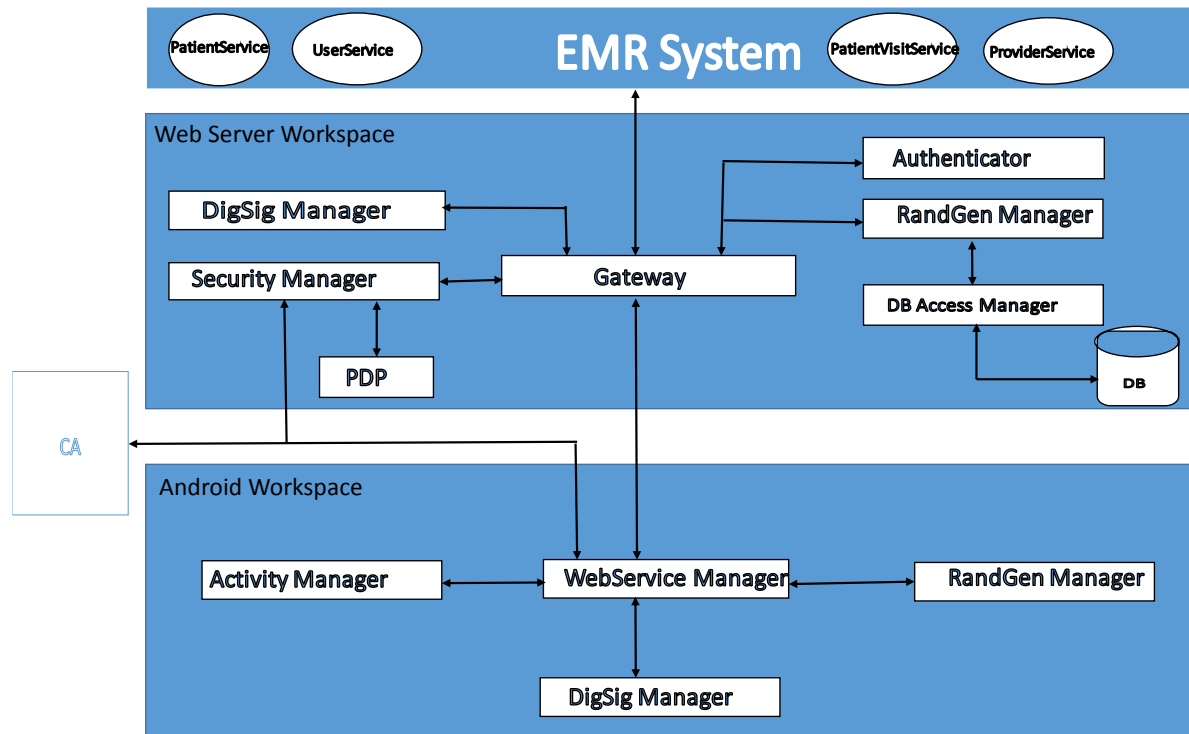 PatientService
UserService
EMR System
PatientVisitService
ProviderService
Web Server Workspace
Authenticator
DigSig Manager
RandGen Manager
Security Manager
Gateway
DB Access Manager
PDP
DB
CA
Android Workspace
Activity Manager
WebService Manager
RandGen Manager
DigSig Manager